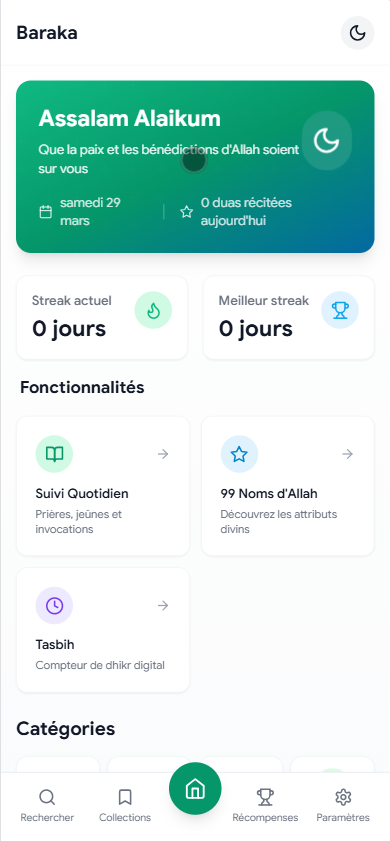 Baraka
Assalam Alaikum
Que la paix et les bénédictions d'Allah soient
sur vous
samedi 29
mars
0 duas récitées
aujourd'hui
Streak actuel
0 jours
Meilleur streak
0 jours
Fonctionnalités
Suivi Quotidien
Prières, jeûnes et
invocations
99 Noms d'Allah
Découvrez les attributs
divins
Tasbih
Compteur de dhikr digital
Catégories
Rechercher
Collections
Récompenses
Paramètres